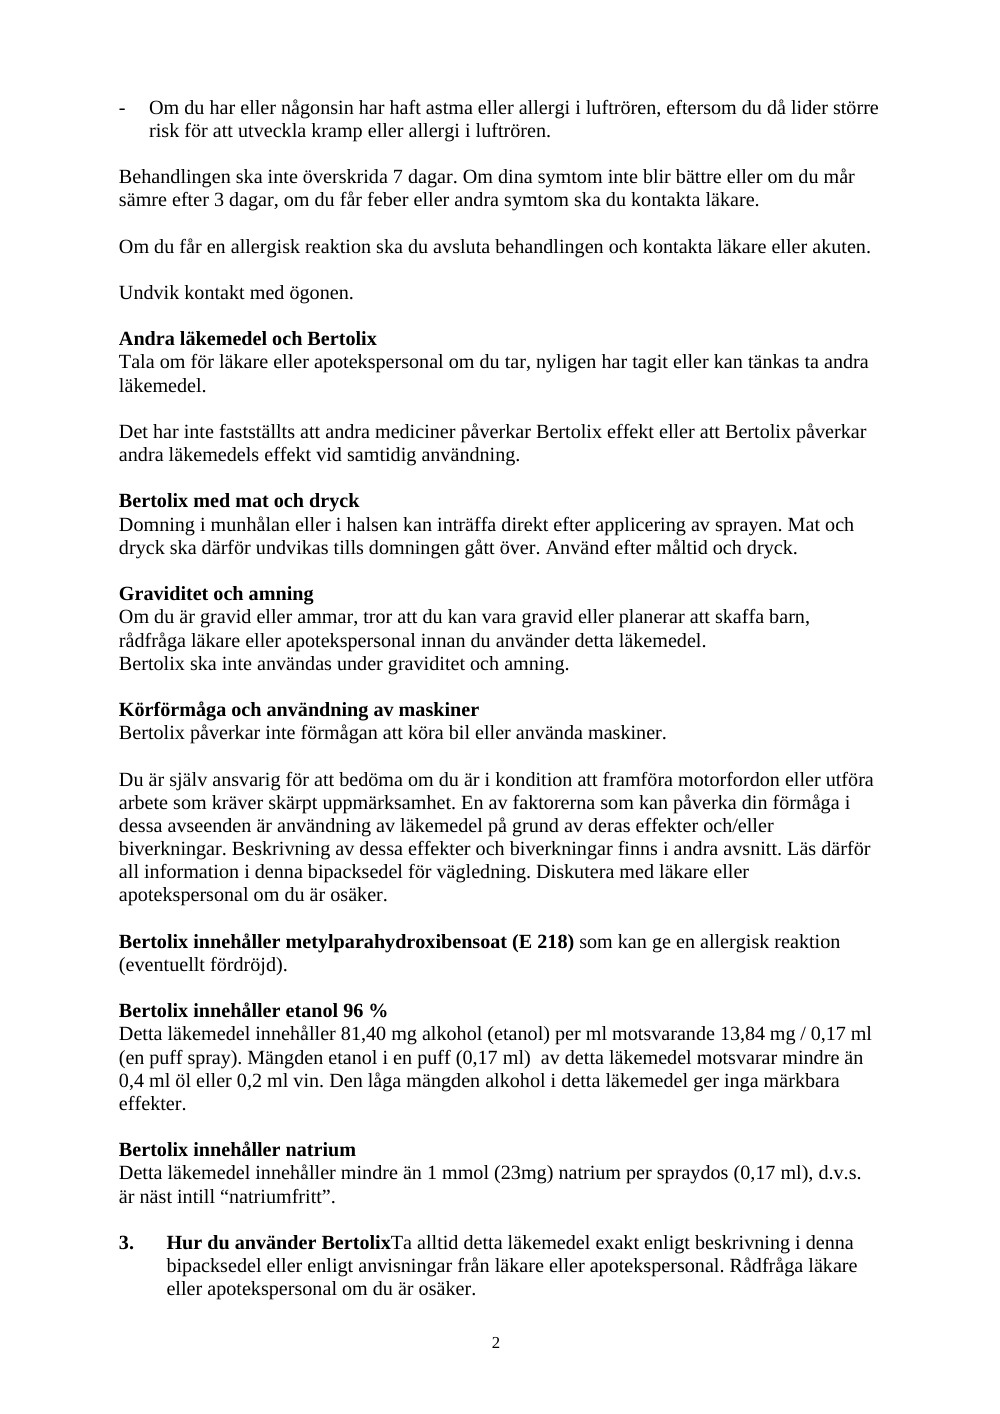 - Om du har eller någonsin har haft astma eller allergi i luftrören, eftersom du då lider större
risk för att utveckla kramp eller allergi i luftrören.
Behandlingen ska inte överskrida 7 dagar. Om dina symtom inte blir bättre eller om du mår
sämre efter 3 dagar, om du får feber eller andra symtom ska du kontakta läkare.
Om du får en allergisk reaktion ska du avsluta behandlingen och kontakta läkare eller akuten.
Undvik kontakt med ögonen.
Andra läkemedel och Bertolix
Tala om för läkare eller apotekspersonal om du tar, nyligen har tagit eller kan tänkas ta andra
läkemedel.
Det har inte fastställts att andra mediciner påverkar Bertolix effekt eller att Bertolix påverkar
andra läkemedels effekt vid samtidig användning.
Bertolix med mat och dryck
Domning i munhålan eller i halsen kan inträffa direkt efter applicering av sprayen. Mat och
dryck ska därför undvikas tills domningen gått över. Använd efter måltid och dryck.
Graviditet och amning
Om du är gravid eller ammar, tror att du kan vara gravid eller planerar att skaffa barn,
rådfråga läkare eller apotekspersonal innan du använder detta läkemedel.
Bertolix ska inte användas under graviditet och amning.
Körförmåga och användning av maskiner
Bertolix påverkar inte förmågan att köra bil eller använda maskiner.
Du är själv ansvarig för att bedöma om du är i kondition att framföra motorfordon eller utföra
arbete som kräver skärpt uppmärksamhet. En av faktorerna som kan påverka din förmåga i
dessa avseenden är användning av läkemedel på grund av deras effekter och/eller
biverkningar. Beskrivning av dessa effekter och biverkningar finns i andra avsnitt. Läs därför
all information i denna bipacksedel för vägledning. Diskutera med läkare eller
apotekspersonal om du är osäker.
Bertolix innehåller metylparahydroxibensoat (E 218) som kan ge en allergisk reaktion
(eventuellt fördröjd).
Bertolix innehåller etanol 96 %
Detta läkemedel innehåller 81,40 mg alkohol (etanol) per ml motsvarande 13,84 mg / 0,17 ml
(en puff spray). Mängden etanol i en puff (0,17 ml)  av detta läkemedel motsvarar mindre än
0,4 ml öl eller 0,2 ml vin. Den låga mängden alkohol i detta läkemedel ger inga märkbara
effekter.
Bertolix innehåller natrium
Detta läkemedel innehåller mindre än 1 mmol (23mg) natrium per spraydos (0,17 ml), d.v.s.
är näst intill “natriumfritt”.
3. Hur du använder BertolixTa alltid detta läkemedel exakt enligt beskrivning i denna
bipacksedel eller enligt anvisningar från läkare eller apotekspersonal. Rådfråga läkare
eller apotekspersonal om du är osäker.
2